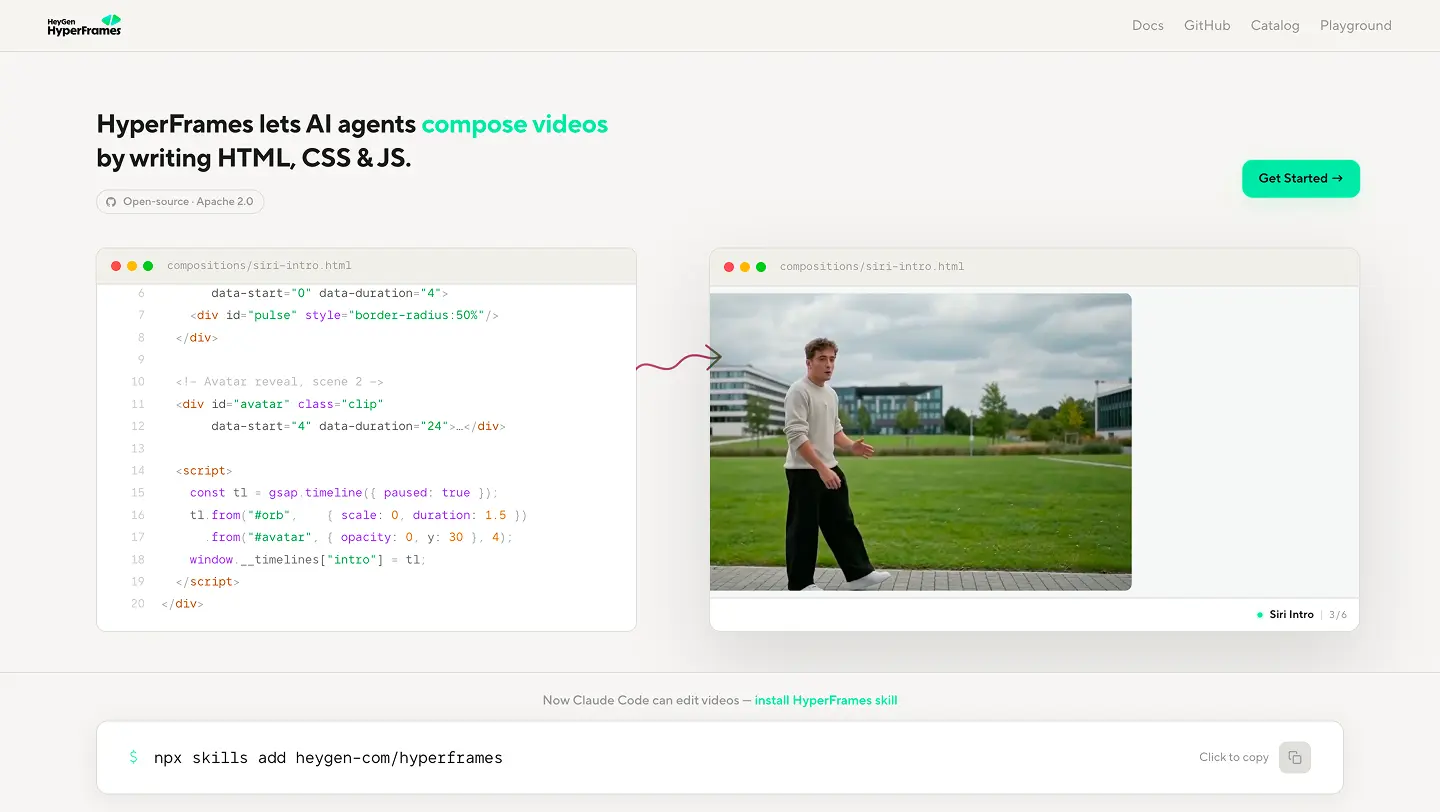 HeyGen
HyperFrames
Docs GitHub Catalog Playground
HyperFrames lets AI agents compose videos
by writing HTML, CSS & JS.
Open-source · Apache 2.0
Get Started →
compositions/siri-intro.html
6 data-start="0" data-duration="4">
7 <div id="pulse" style="border-radius:50%"/>
8 </div>
9
10 <!— Avatar reveal, scene 2 —>
11 <div id="avatar" class="clip"
12 data-start="4" data-duration="24">…</div>
13
14 <script>
15 const tl = gsap.timeline({ paused: true });
16 tl.from("#orb", { scale: 0, duration: 1.5 })
17 .from("#avatar", { opacity: 0, y: 30 }, 4);
18 window.__timelines["intro"] = tl;
19 </script>
20 </div>
compositions/siri-intro.html
Siri Intro | 3/6
Now Claude Code can edit videos — install HyperFrames skill
$ npx skills add heygen-com/hyperframes
Click to copy